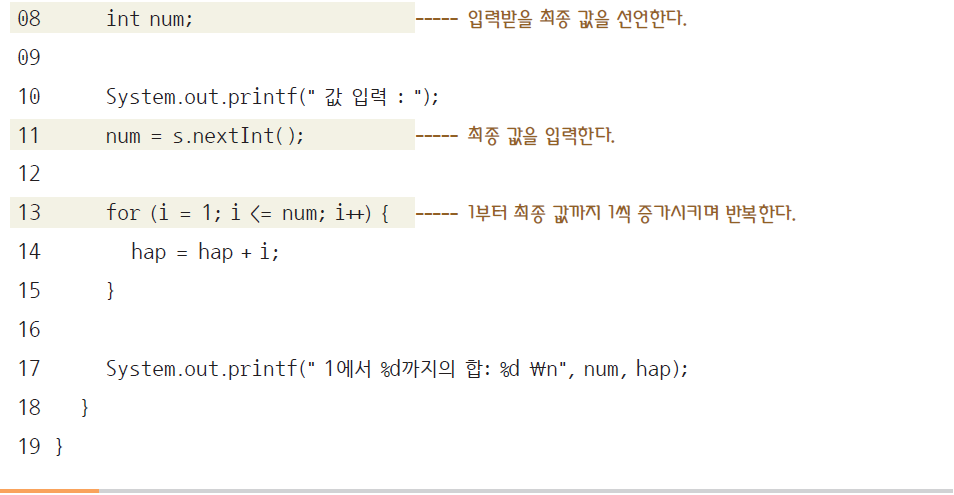 08 int num; ----- 입력받을 최종 값을 선언한다.
09
10 System.out.printf(" 값 입력 : ");
11 num = s.nextInt(); ----- 최종 값을 입력한다.
12
13 for (i = 1; i <= num; i++) { ----- 1부터 최종 값까지 1씩 증가시키며 반복한다.
14 hap = hap + i;
15 }
16
17 System.out.printf(" 1에서 %d까지의 합: %d ₩n", num, hap);
18 }
19 }